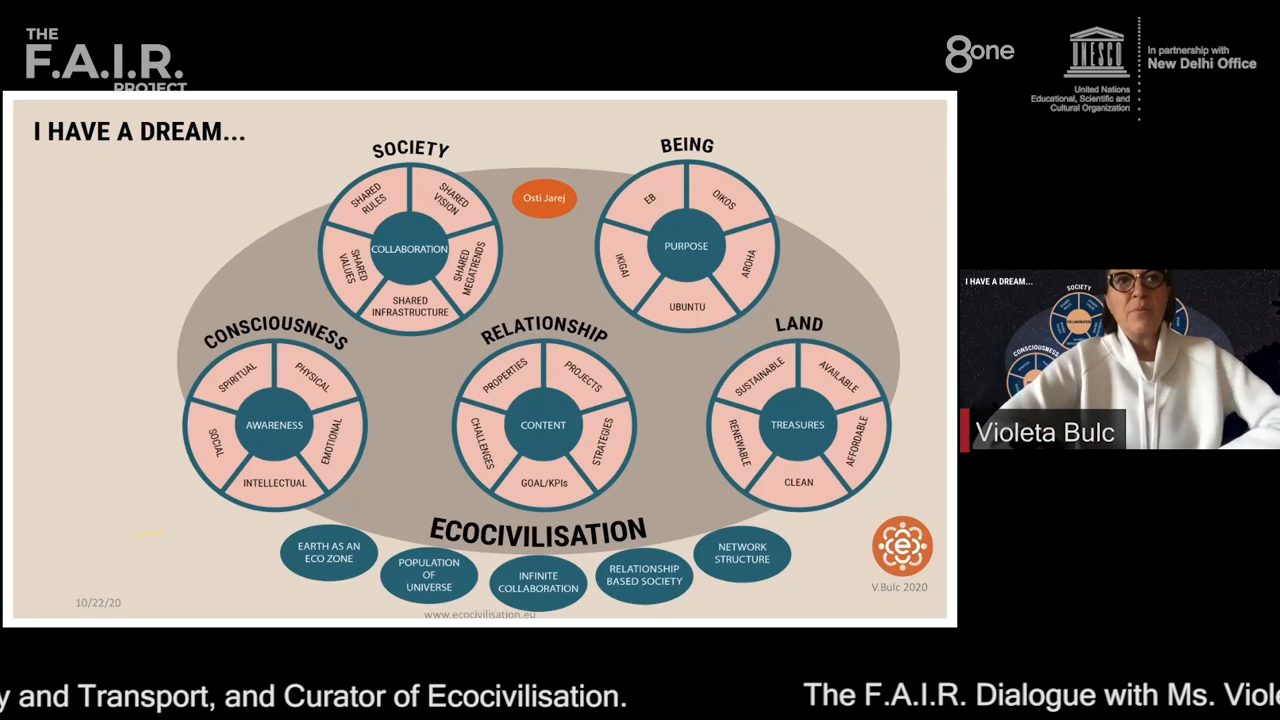 THE
F.A.I.R.
PROJECT
8one
UNESCO
United Nations
Educational, Scientific and
Cultural Organization
In partnership with
New Delhi Office
I HAVE A DREAM...
SOCIETY
SHARED
RULES
SHARED
VISION
SHARED
VALUES
COLLABORATION
SHARED
MEGATRENDS
SHARED
INFRASTRUCTURE
Osti Jarej
BEING
EB
OIKOS
IKIGAI
PURPOSE
AROHA
UBUNTU
CONSCIOUSNESS
SPIRITUAL
PHYSICAL
SOCIAL
AWARENESS
EMOTIONAL
INTELLECTUAL
RELATIONSHIP
PROPERTIES
PROJECTS
CHALLENGES
CONTENT
STRATEGIES
GOAL/KPIs
LAND
SUSTAINABLE
AVAILABLE
RENEWABLE
TREASURES
AFFORDABLE
CLEAN
ECOCIVILISATION
EARTH AS AN
ECO ZONE
POPULATION
OF
UNIVERSE
INFINITE
COLLABORATION
RELATIONSHIP
BASED SOCIETY
NETWORK
STRUCTURE
e
V.Bulc 2020
10/22/20
www.ecocivilisation.eu
I HAVE A DREAM...
SOCIETY
CONSCIOUSNESS
Violeta Bulc
y and Transport, and Curator of Ecocivilisation.
The F.A.I.R. Dialogue with Ms. Viole